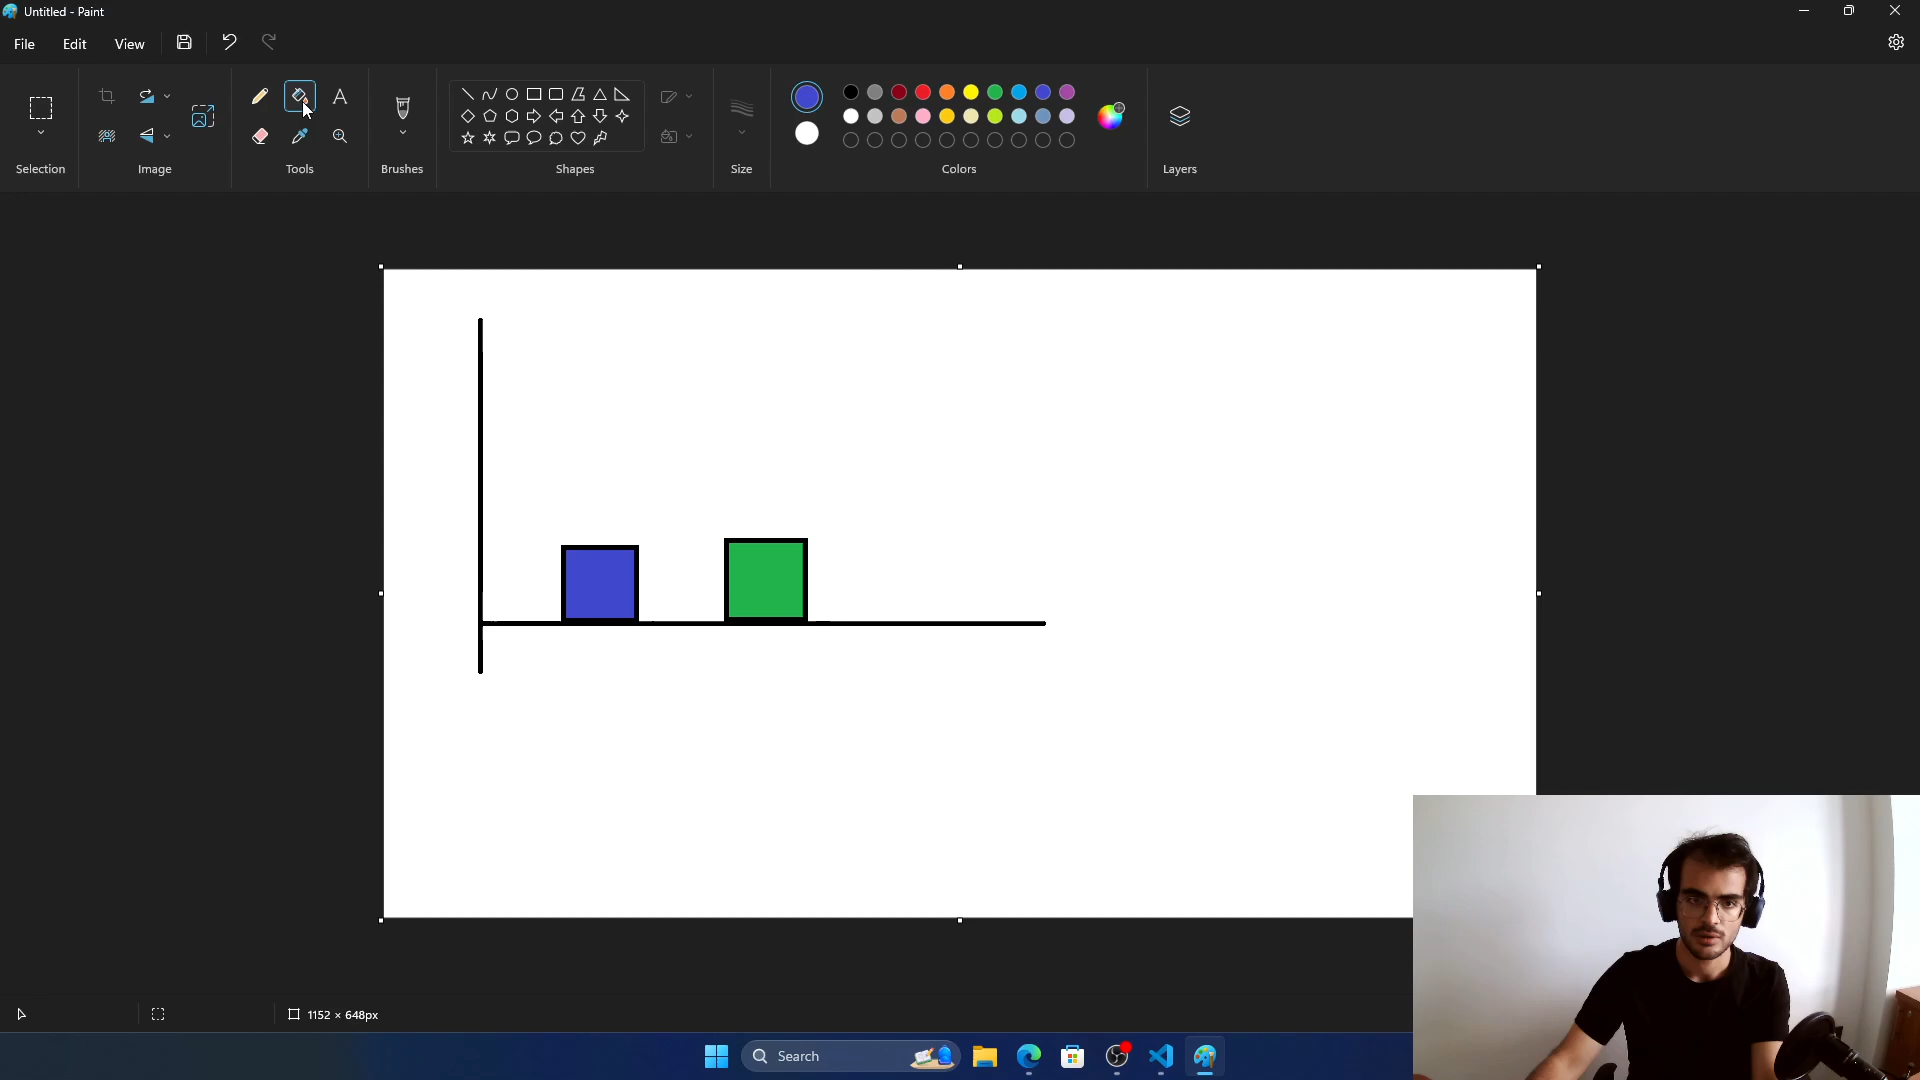 Untitled - Paint
File Edit View
Selection Image Tools Brushes Shapes Size Colors Layers
1152 × 648px
Search